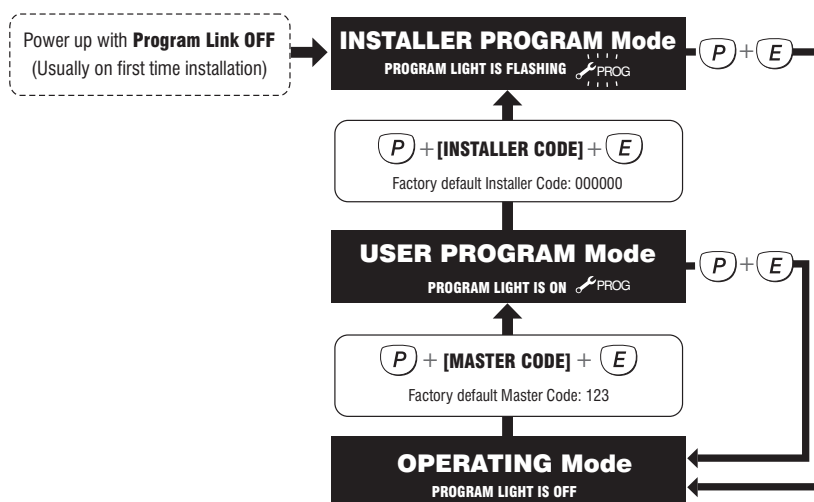 Power up with Program Link OFF
(Usually on first time installation)
INSTALLER PROGRAM Mode
PROGRAM LIGHT IS FLASHING PROG
P + E
P + [INSTALLER CODE] + E
Factory default Installer Code: 000000
USER PROGRAM Mode
PROGRAM LIGHT IS ON PROG
P + E
P + [MASTER CODE] + E
Factory default Master Code: 123
OPERATING Mode
PROGRAM LIGHT IS OFF